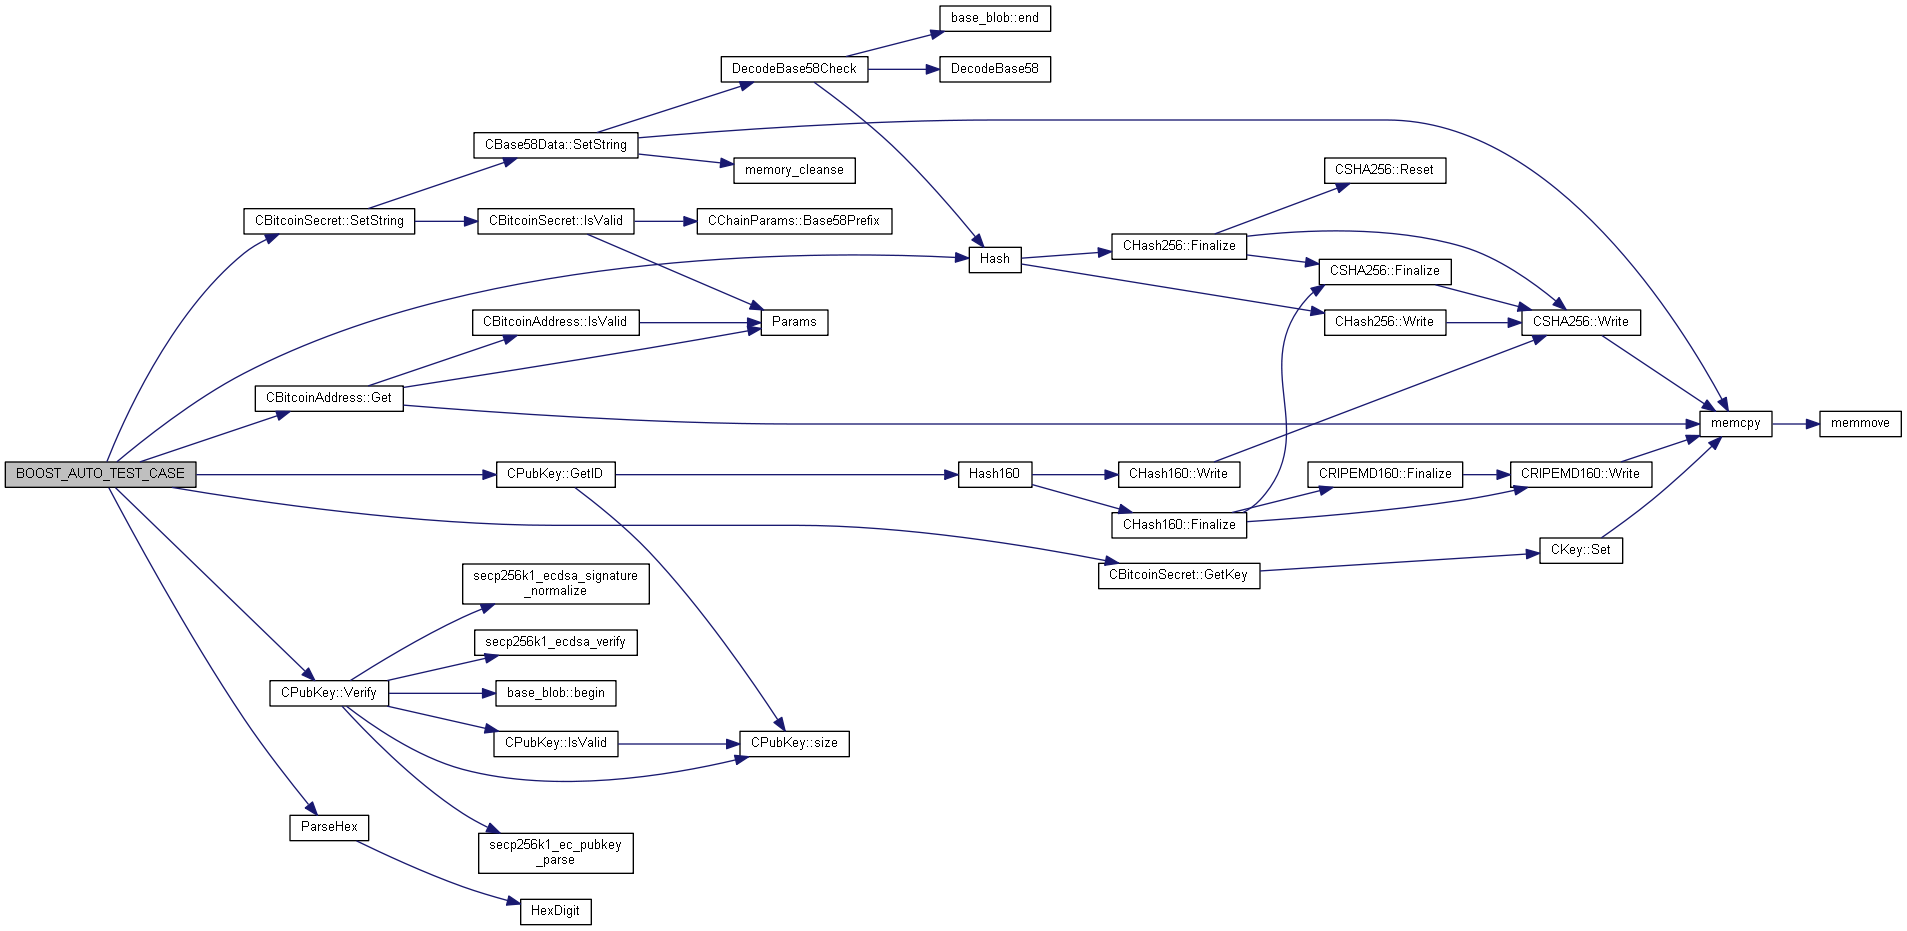 base_blob::end
DecodeBase58Check
DecodeBase58
CBase58Data::SetString
memory_cleanse
CSHA256::Reset
CBitcoinSecret::SetString
CBitcoinSecret::IsValid
CChainParams::Base58Prefix
CHash256::Finalize
Hash
CSHA256::Finalize
CBitcoinAddress::IsValid
Params
CHash256::Write
CSHA256::Write
CBitcoinAddress::Get
memcpy
memmove
BOOST_AUTO_TEST_CASE
CPubKey::GetID
Hash160
CHash160::Write
CRIPEMD160::Finalize
CRIPEMD160::Write
CHash160::Finalize
CKey::Set
CBitcoinSecret::GetKey
secp256k1_ecdsa_signature
_normalize
secp256k1_ecdsa_verify
CPubKey::Verify
base_blob::begin
CPubKey::IsValid
CPubKey::size
ParseHex
secp256k1_ec_pubkey
_parse
HexDigit